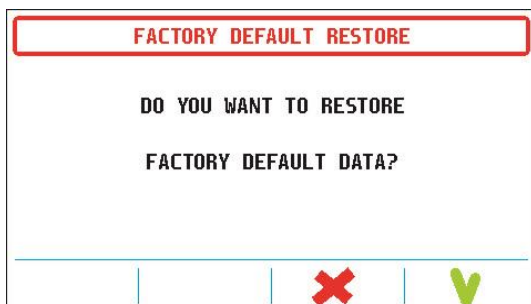 FACTORY DEFAULT RESTORE
DO YOU WANT TO RESTORE
FACTORY DEFAULT DATA?